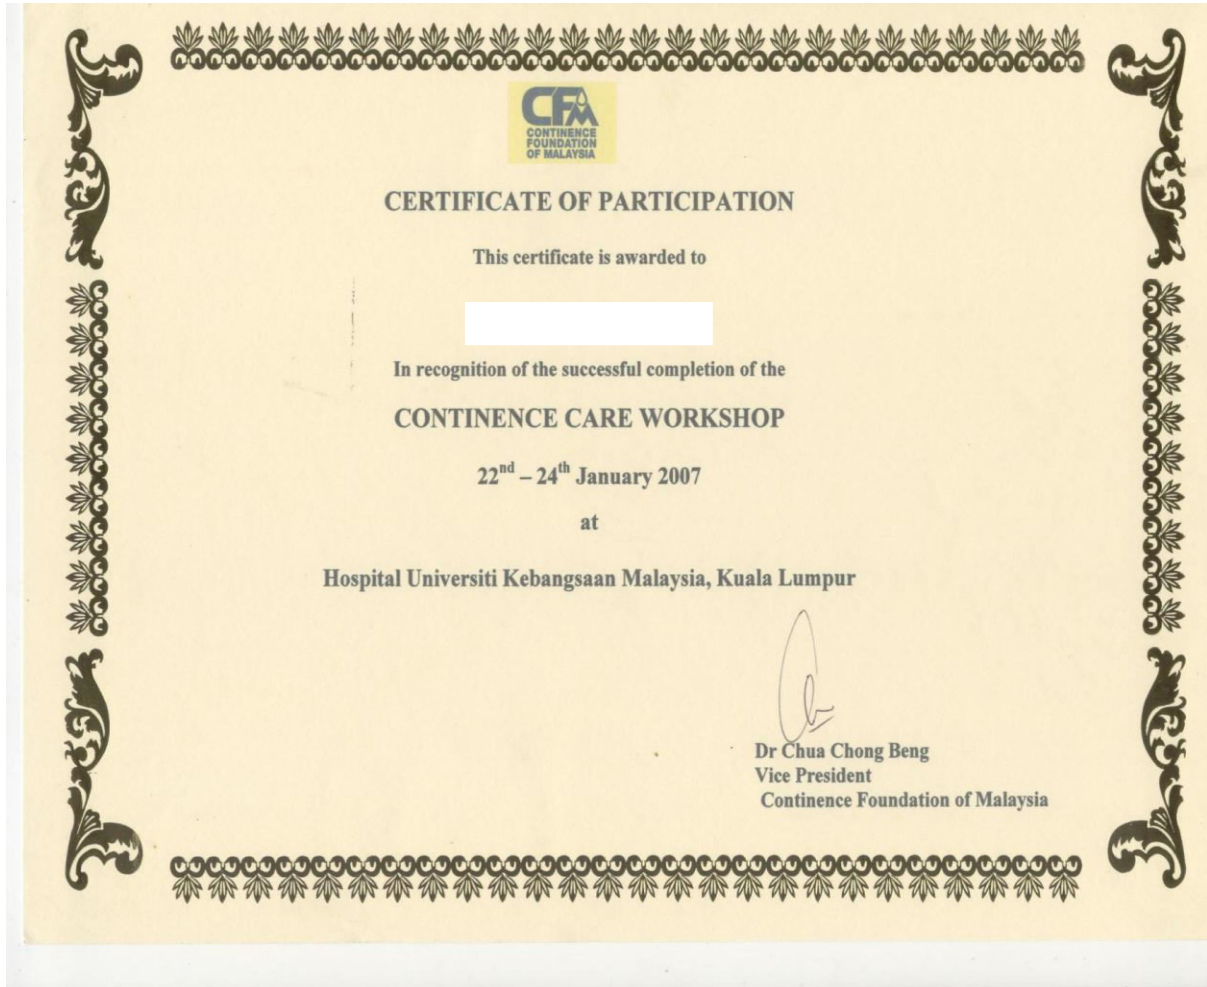 CFM
CONTINENCE
FOUNDATION
OF MALAYSIA
CERTIFICATE OF PARTICIPATION
This certificate is awarded to
In recognition of the successful completion of the
CONTINENCE CARE WORKSHOP
22nd – 24th January 2007
at
Hospital Universiti Kebangsaan Malaysia, Kuala Lumpur
Dr Chua Chong Beng
Vice President
Continence Foundation of Malaysia